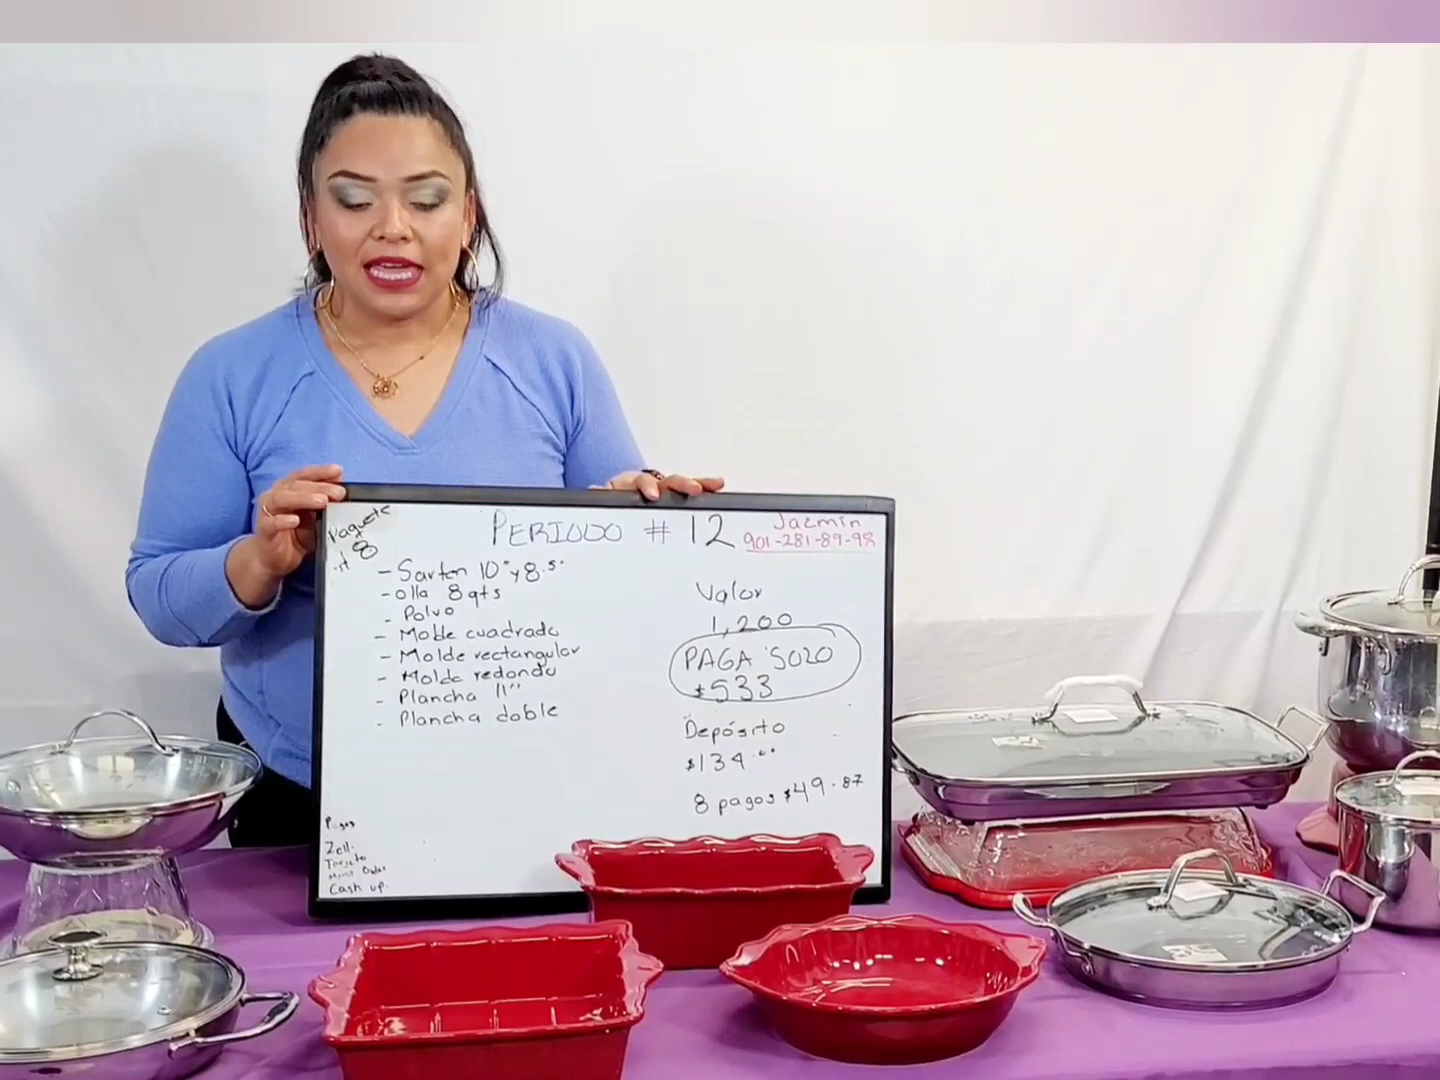 Paquete
# 8
PERIODO # 12
Jazmin
901-281-89-98
- Sarten 10" y 8.5"
- olla 8 qts
- Polvo
- Molde cuadrado
- Molde rectangular
- Molde redondo
- Plancha 11"
- Plancha doble
Valor
1,200
PAGA SOLO
$533
Depósito
$134.00
8 pagos $49.87
Pagos
Zell.
Tarjeta
Money Order
Cash up.